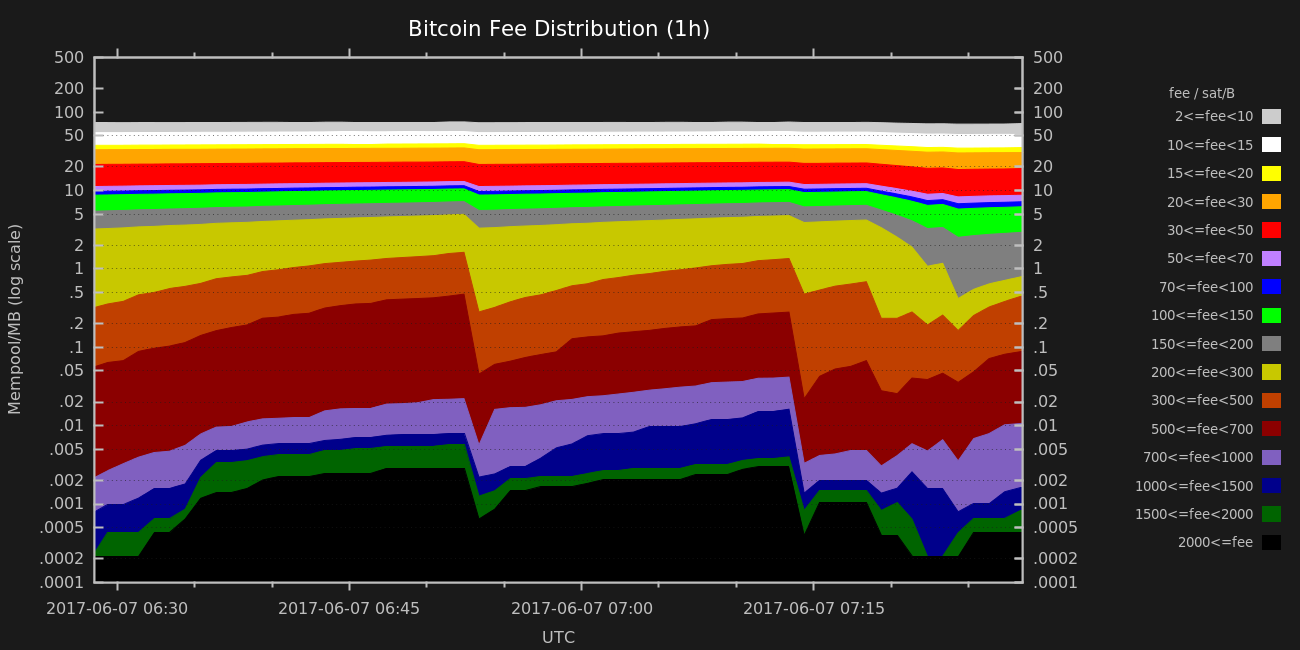 Bitcoin Fee Distribution (1h)
500
200
100
50
20
10
5
2
1
.5
.2
.1
.05
.02
.01
.005
.002
.001
.0005
.0002
.0001
Mempool/MB (log scale)
500
200
100
50
20
10
5
2
1
.5
.2
.1
.05
.02
.01
.005
.002
.001
.0005
.0002
.0001
2017-06-07 06:30
2017-06-07 06:45
2017-06-07 07:00
2017-06-07 07:15
UTC
fee / sat/B
2<=fee<10
10<=fee<15
15<=fee<20
20<=fee<30
30<=fee<50
50<=fee<70
70<=fee<100
100<=fee<150
150<=fee<200
200<=fee<300
300<=fee<500
500<=fee<700
700<=fee<1000
1000<=fee<1500
1500<=fee<2000
2000<=fee